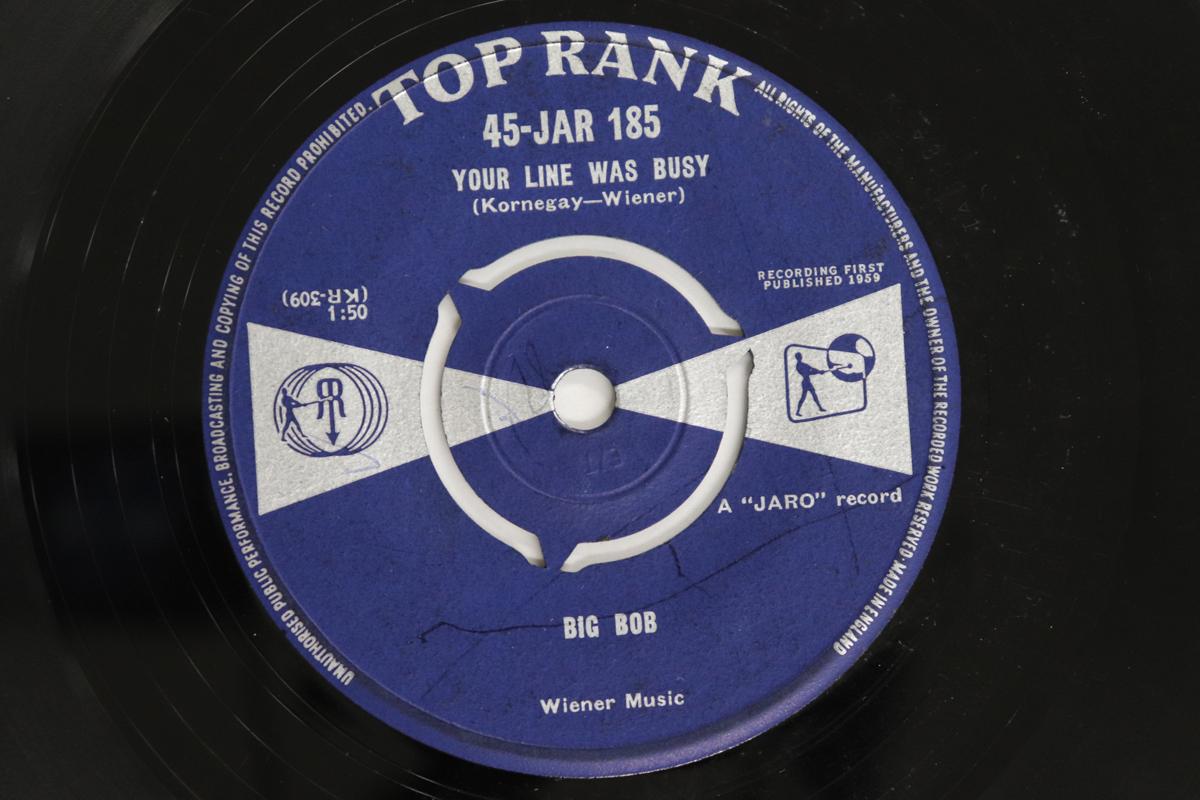 TOP RANK
45-JAR 185
YOUR LINE WAS BUSY
(Kornegay—Wiener)
RECORDING FIRST
PUBLISHED 1959
(KR-309)
1:50
A "JARO" record
BIG BOB
Wiener Music
UNAUTHORISED PUBLIC PERFORMANCE, BROADCASTING AND COPYING OF THIS RECORD PROHIBITED.
ALL RIGHTS OF THE MANUFACTURERS AND THE OWNER OF THE RECORDED WORK RESERVED · MADE IN ENGLAND